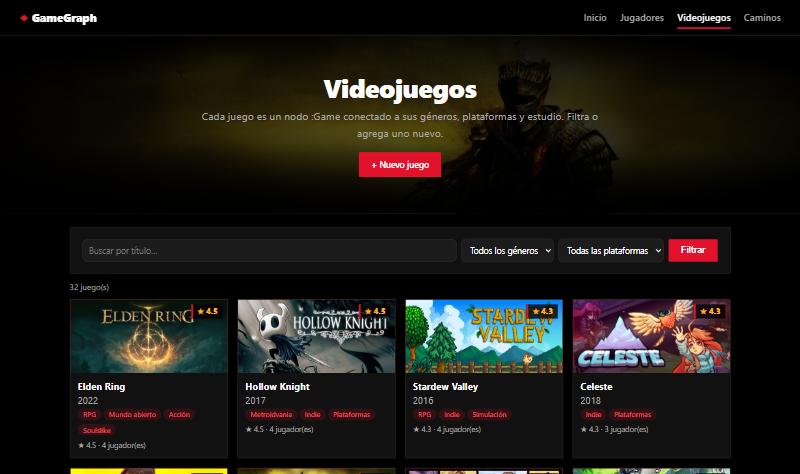 GameGraph
Inicio Jugadores Videojuegos Caminos
Videojuegos
Cada juego es un nodo :Game conectado a sus géneros, plataformas y estudio. Filtra o
agrega uno nuevo.
+ Nuevo juego
Buscar por título...
Todos los géneros
Todas las plataformas
Filtrar
32 juego(s)
ELDEN RING
★ 4.5
HOLLOW KNIGHT
★ 4.5
STARDEW
VALLEY
★ 4.3
CELESTE
★ 4.3
Elden Ring
2022
RPG Mundo abierto Acción
Soulslike
★ 4.5 · 4 jugador(es)
Hollow Knight
2017
Metroidvania Indie Plataformas
★ 4.5 · 4 jugador(es)
Stardew Valley
2016
RPG Indie Simulación
★ 4.3 · 4 jugador(es)
Celeste
2018
Indie Plataformas
★ 4.3 · 3 jugador(es)